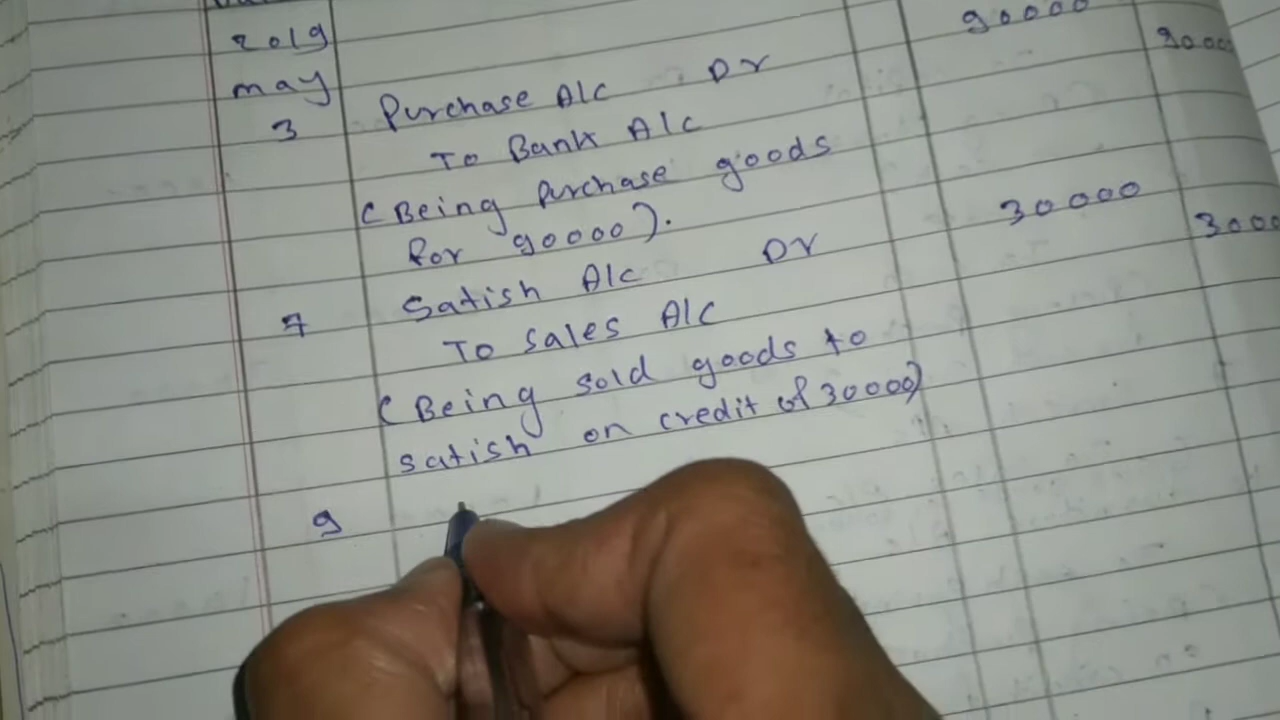 2019
may
3 Purchase A/c Dr 90000
To Bank A/c 90000
(Being purchase goods
for 90000).
7 Satish A/c Dr 30000
To sales A/c 3000
(Being sold goods to
satish on credit of 30000)
9